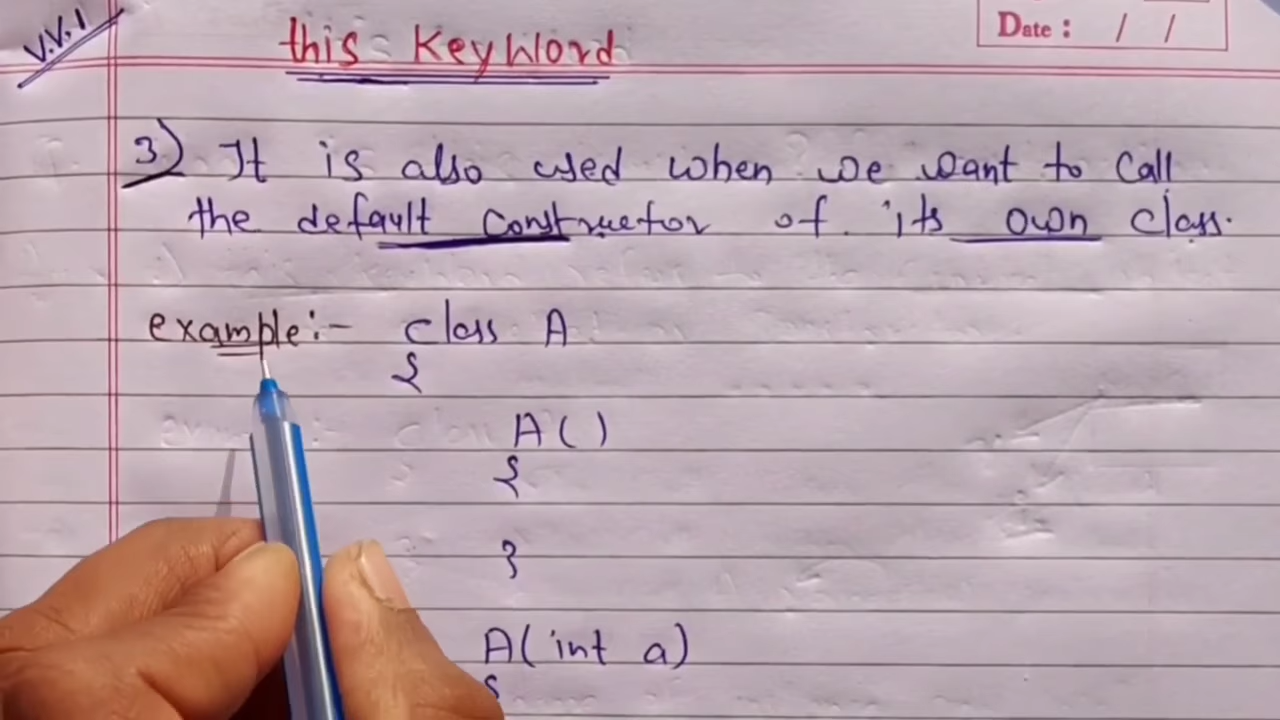 V.V.I
this KeyWord
Date : / /
3) It is also used when we want to Call
the default Constructor of its own class.
example:- class A
{
A ( )
{
}
A( int a)
{